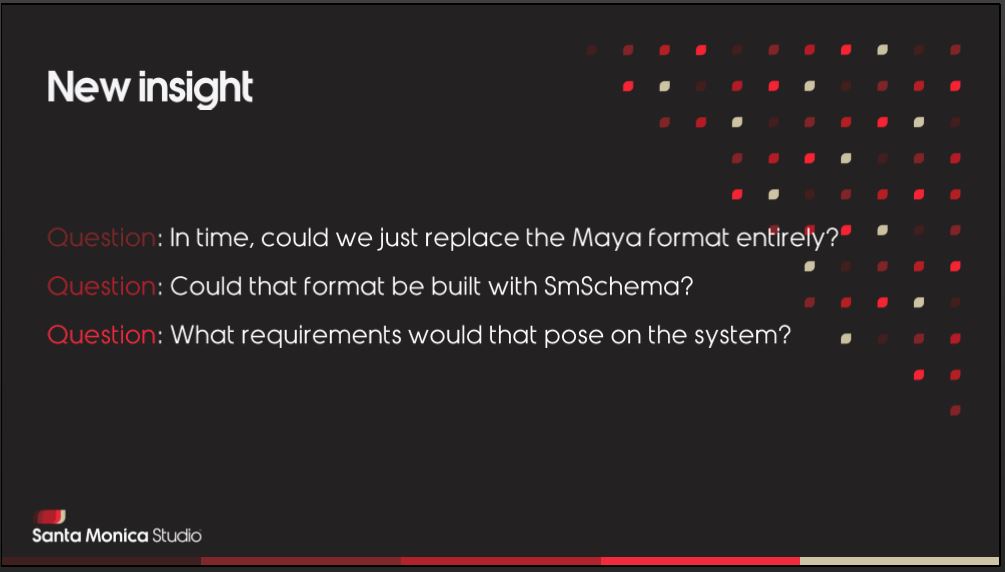 New insight
Question: In time, could we just replace the Maya format entirely?
Question: Could that format be built with SmSchema?
Question: What requirements would that pose on the system?
Santa Monica Studio